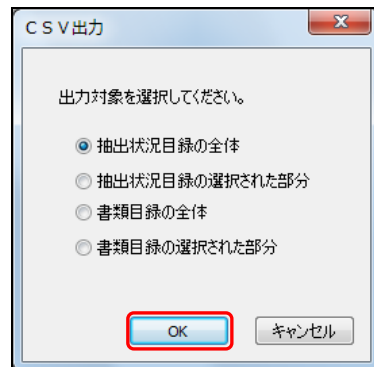 ＣＳＶ出力
出力対象を選択してください。
抽出状況目録の全体
抽出状況目録の選択された部分
書類目録の全体
書類目録の選択された部分
OK
キャンセル